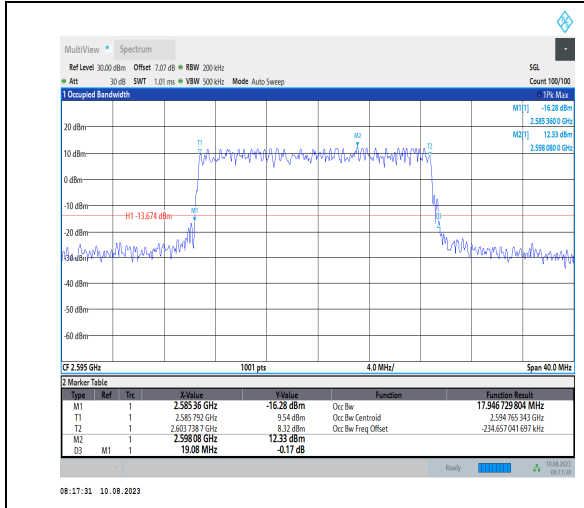 MultiView Spectrum
Ref Level 30.00 dBm Offset 7.07 dB RBW 200 kHz SGL
Att 30 dB SWT 1.01 ms VBW 500 kHz Mode Auto Sweep Count 100/100
1 Occupied Bandwidth 1Pk Max
M1[1] -16.28 dBm
2.585 360 0 GHz
M2[1] 12.33 dBm
2.598 080 0 GHz
20 dBm
M2
T1 T2
10 dBm
0 dBm
-10 dBm
M1
H1 -13.674 dBm
D3
-20 dBm
-30 dBm
-40 dBm
-50 dBm
-60 dBm
CF 2.595 GHz 1001 pts 4.0 MHz/ Span 40.0 MHz
2 Marker Table
Type Ref Trc X-Value Y-Value Function Function Result
M1 1 2.585 36 GHz -16.28 dBm Occ Bw 17.946 729 804 MHz
T1 1 2.585 792 GHz 9.54 dBm Occ Bw Centroid 2.594 765 343 GHz
T2 1 2.603 738 7 GHz 8.32 dBm Occ Bw Freq Offset -234.657 041 697 kHz
M2 1 2.598 08 GHz 12.33 dBm
D3 M1 1 19.08 MHz -0.17 dB
Ready 10.08.2023
08:17:30
08:17:31 10.08.2023